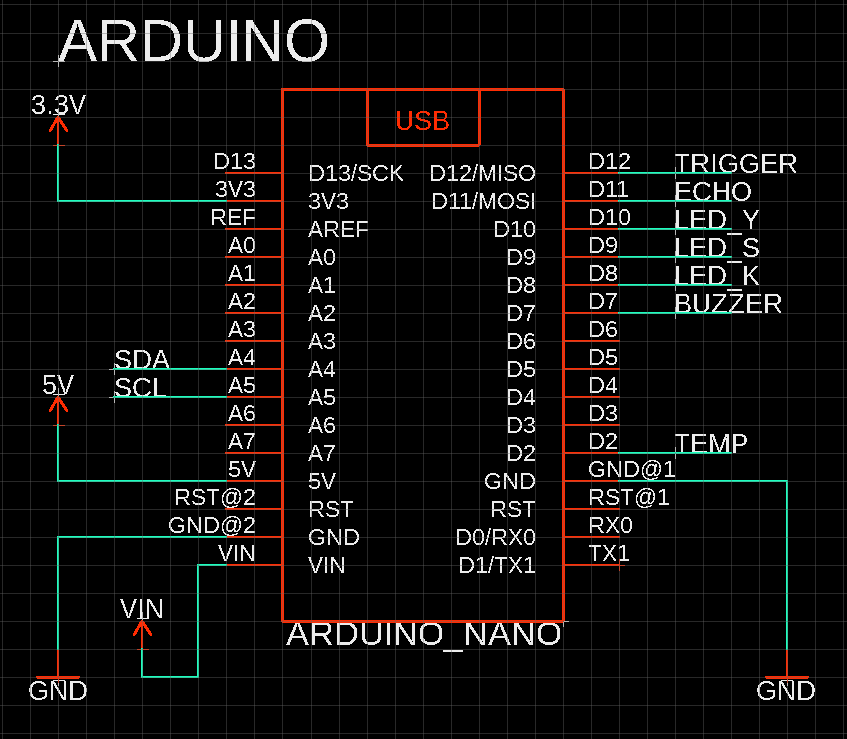 ARDUINO
3.3V
USB
D13 D13/SCK D12/MISO D12 TRIGGER
3V3 3V3 D11/MOSI D11 ECHO
REF AREF D10 D10 LED_Y
A0 A0 D9 D9 LED_S
A1 A1 D8 D8 LED_K
A2 A2 D7 D7 BUZZER
A3 A3 D6 D6
SDA A4 A4 D5 D5
SCL A5 A5 D4 D4
5V
A6 A6 D3 D3
A7 A7 D2 D2 TEMP
5V 5V GND GND@1
RST@2 RST RST RST@1
GND@2 GND D0/RX0 RX0
VIN VIN D1/TX1 TX1
VIN
ARDUINO_NANO
GND GND